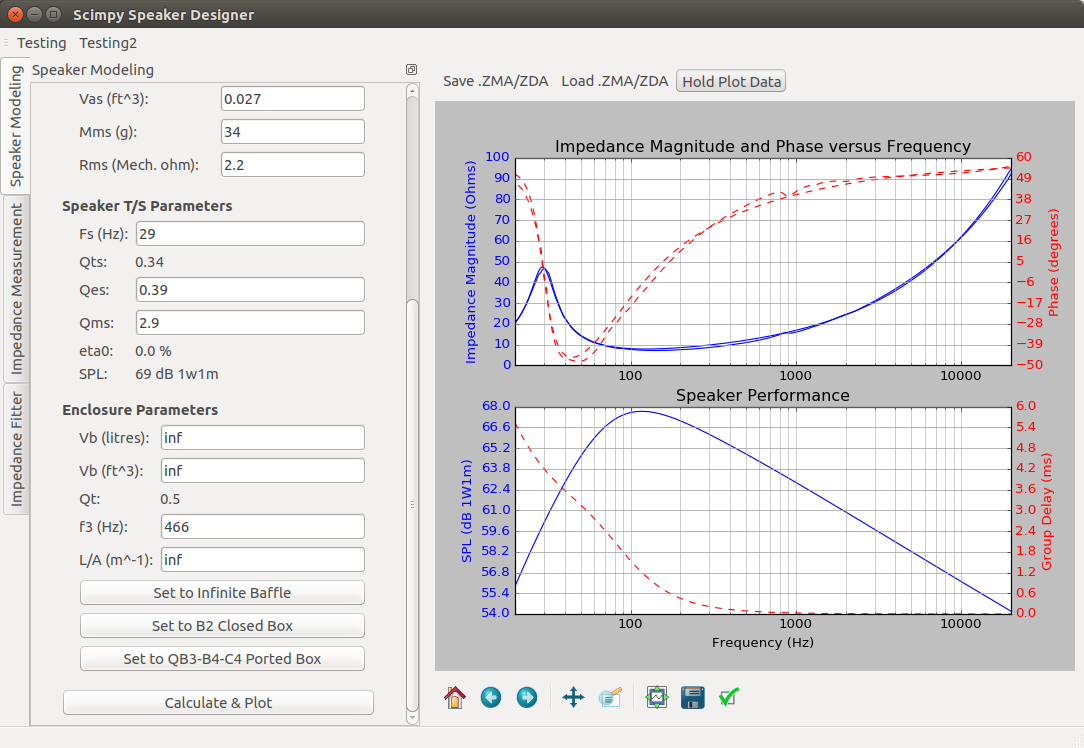 Scimpy Speaker Designer
Testing Testing2
Speaker Modeling
Impedance Measurement
Impedance Fitter
Speaker Modeling
Vas (ft^3): 0.027
Mms (g): 34
Rms (Mech. ohm): 2.2
Speaker T/S Parameters
Fs (Hz): 29
Qts: 0.34
Qes: 0.39
Qms: 2.9
eta0: 0.0 %
SPL: 69 dB 1w1m
Enclosure Parameters
Vb (litres): inf
Vb (ft^3): inf
Qt: 0.5
f3 (Hz): 466
L/A (m^-1): inf
Set to Infinite Baffle
Set to B2 Closed Box
Set to QB3-B4-C4 Ported Box
Calculate & Plot
Save .ZMA/ZDA Load .ZMA/ZDA Hold Plot Data
Impedance Magnitude and Phase versus Frequency
Impedance Magnitude (Ohms)
100
90
80
70
60
50
40
30
20
10
0
60
49
38
27
16
5
−6
−17
−28
−39
−50
Phase (degrees)
100 1000 10000
Speaker Performance
SPL (dB 1W1m)
68.0
66.6
65.2
63.8
62.4
61.0
59.6
58.2
56.8
55.4
54.0
6.0
5.4
4.8
4.2
3.6
3.0
2.4
1.8
1.2
0.6
0.0
Group Delay (ms)
100 1000 10000
Frequency (Hz)